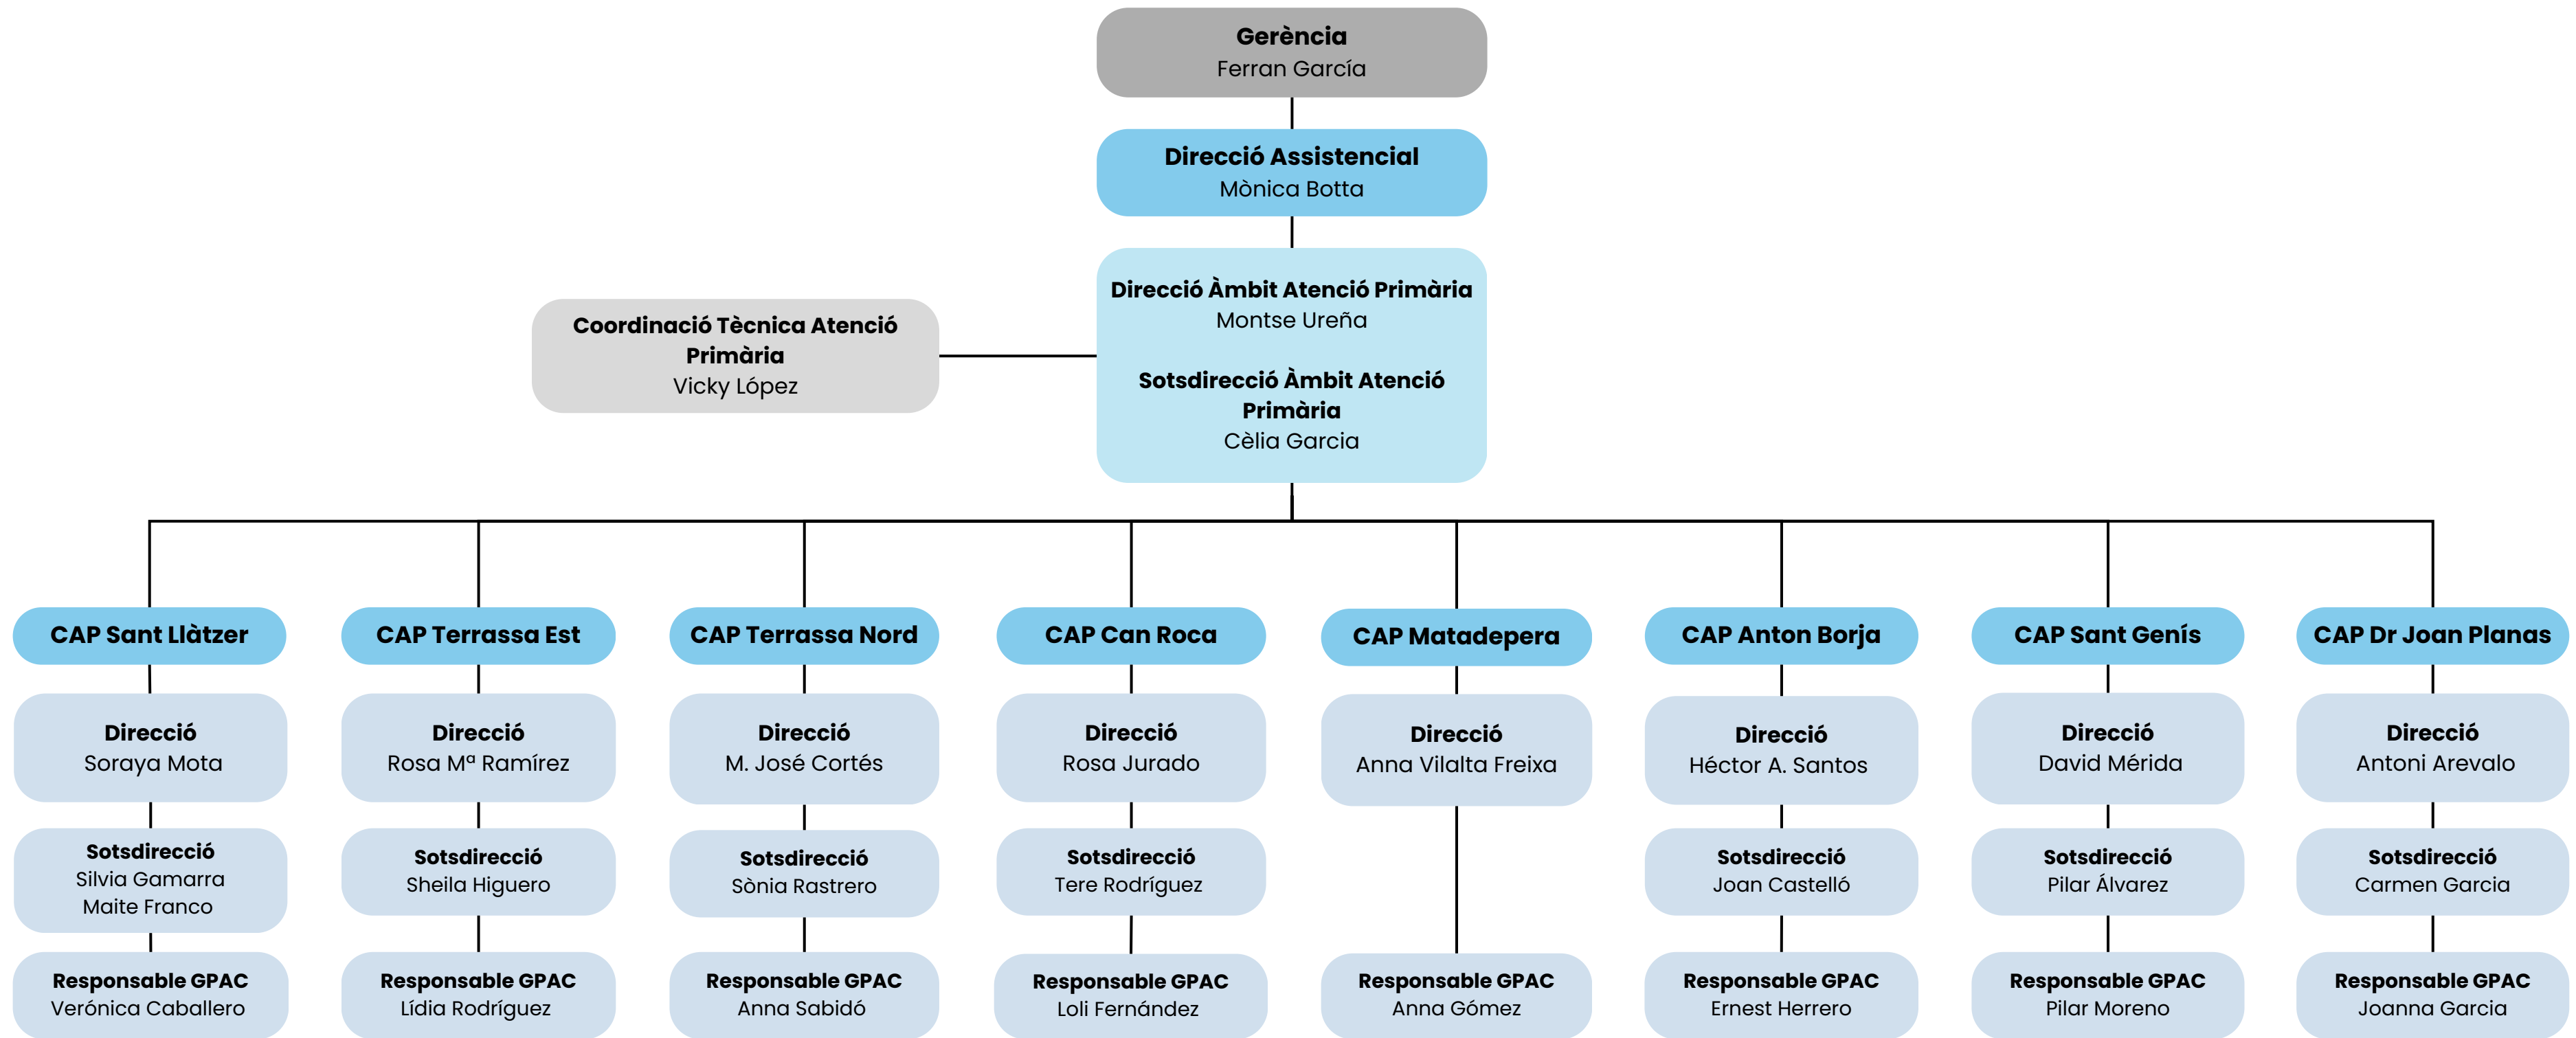 Gerència
Ferran García
Direcció Assistencial
Mònica Botta
Direcció Àmbit Atenció Primària
Montse Ureña
Sotsdirecció Àmbit Atenció
Primària
Cèlia Garcia
Coordinació Tècnica Atenció
Primària
Vicky López
CAP Sant Llàtzer
Direcció
Soraya Mota
Sotsdirecció
Silvia Gamarra
Maite Franco
Responsable GPAC
Verónica Caballero
CAP Terrassa Est
Direcció
Rosa Mª Ramírez
Sotsdirecció
Sheila Higuero
Responsable GPAC
Lídia Rodríguez
CAP Terrassa Nord
Direcció
M. José Cortés
Sotsdirecció
Sònia Rastrero
Responsable GPAC
Anna Sabidó
CAP Can Roca
Direcció
Rosa Jurado
Sotsdirecció
Tere Rodríguez
Responsable GPAC
Loli Fernández
CAP Matadepera
Direcció
Anna Vilalta Freixa
Responsable GPAC
Anna Gómez
CAP Anton Borja
Direcció
Héctor A. Santos
Sotsdirecció
Joan Castelló
Responsable GPAC
Ernest Herrero
CAP Sant Genís
Direcció
David Mérida
Sotsdirecció
Pilar Álvarez
Responsable GPAC
Pilar Moreno
CAP Dr Joan Planas
Direcció
Antoni Arevalo
Sotsdirecció
Carmen Garcia
Responsable GPAC
Joanna Garcia